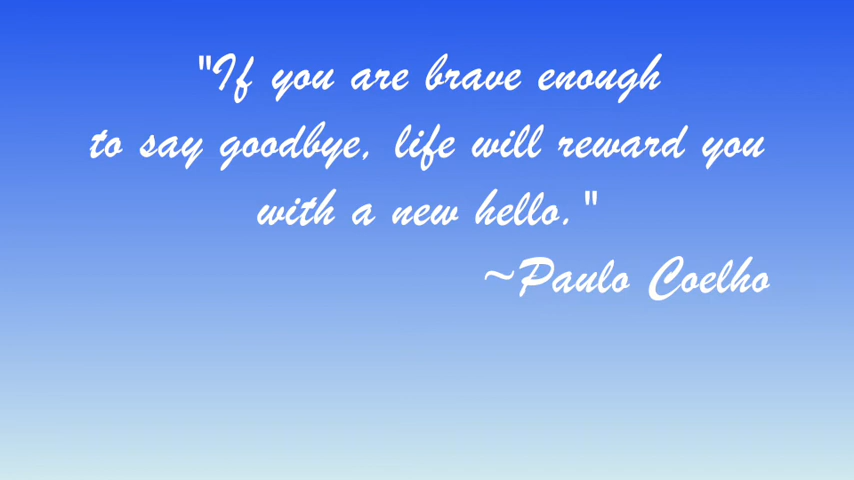 "If you are brave enough
to say goodbye, life will reward you
with a new hello."
~Paulo Coelho